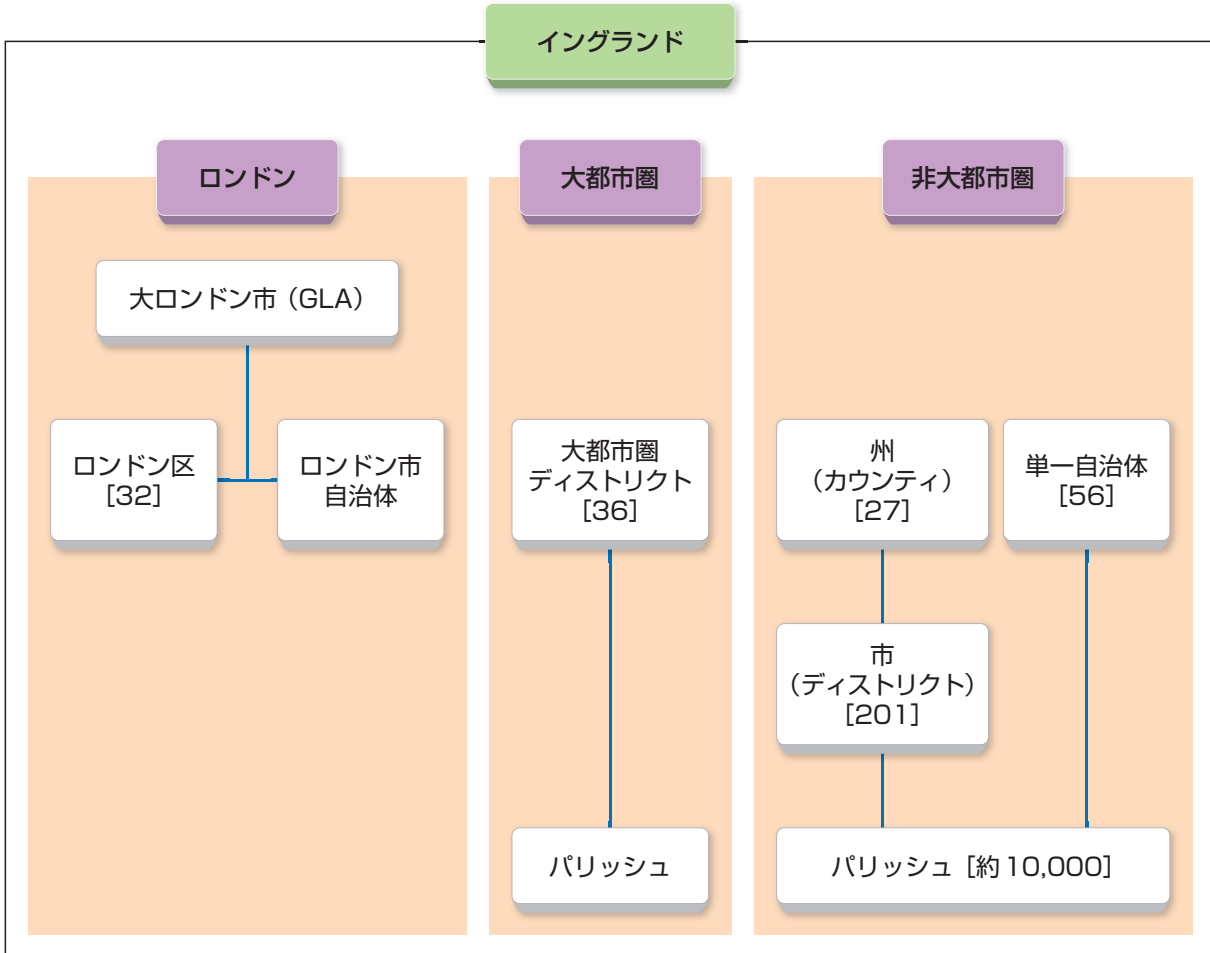 イングランド
ロンドン
大ロンドン市（GLA）
ロンドン区
[32]
ロンドン市
自治体
大都市圏
大都市圏
ディストリクト
[36]
パリッシュ
非大都市圏
州
（カウンティ）
[27]
単一自治体
[56]
市
（ディストリクト）
[201]
パリッシュ［約10,000］